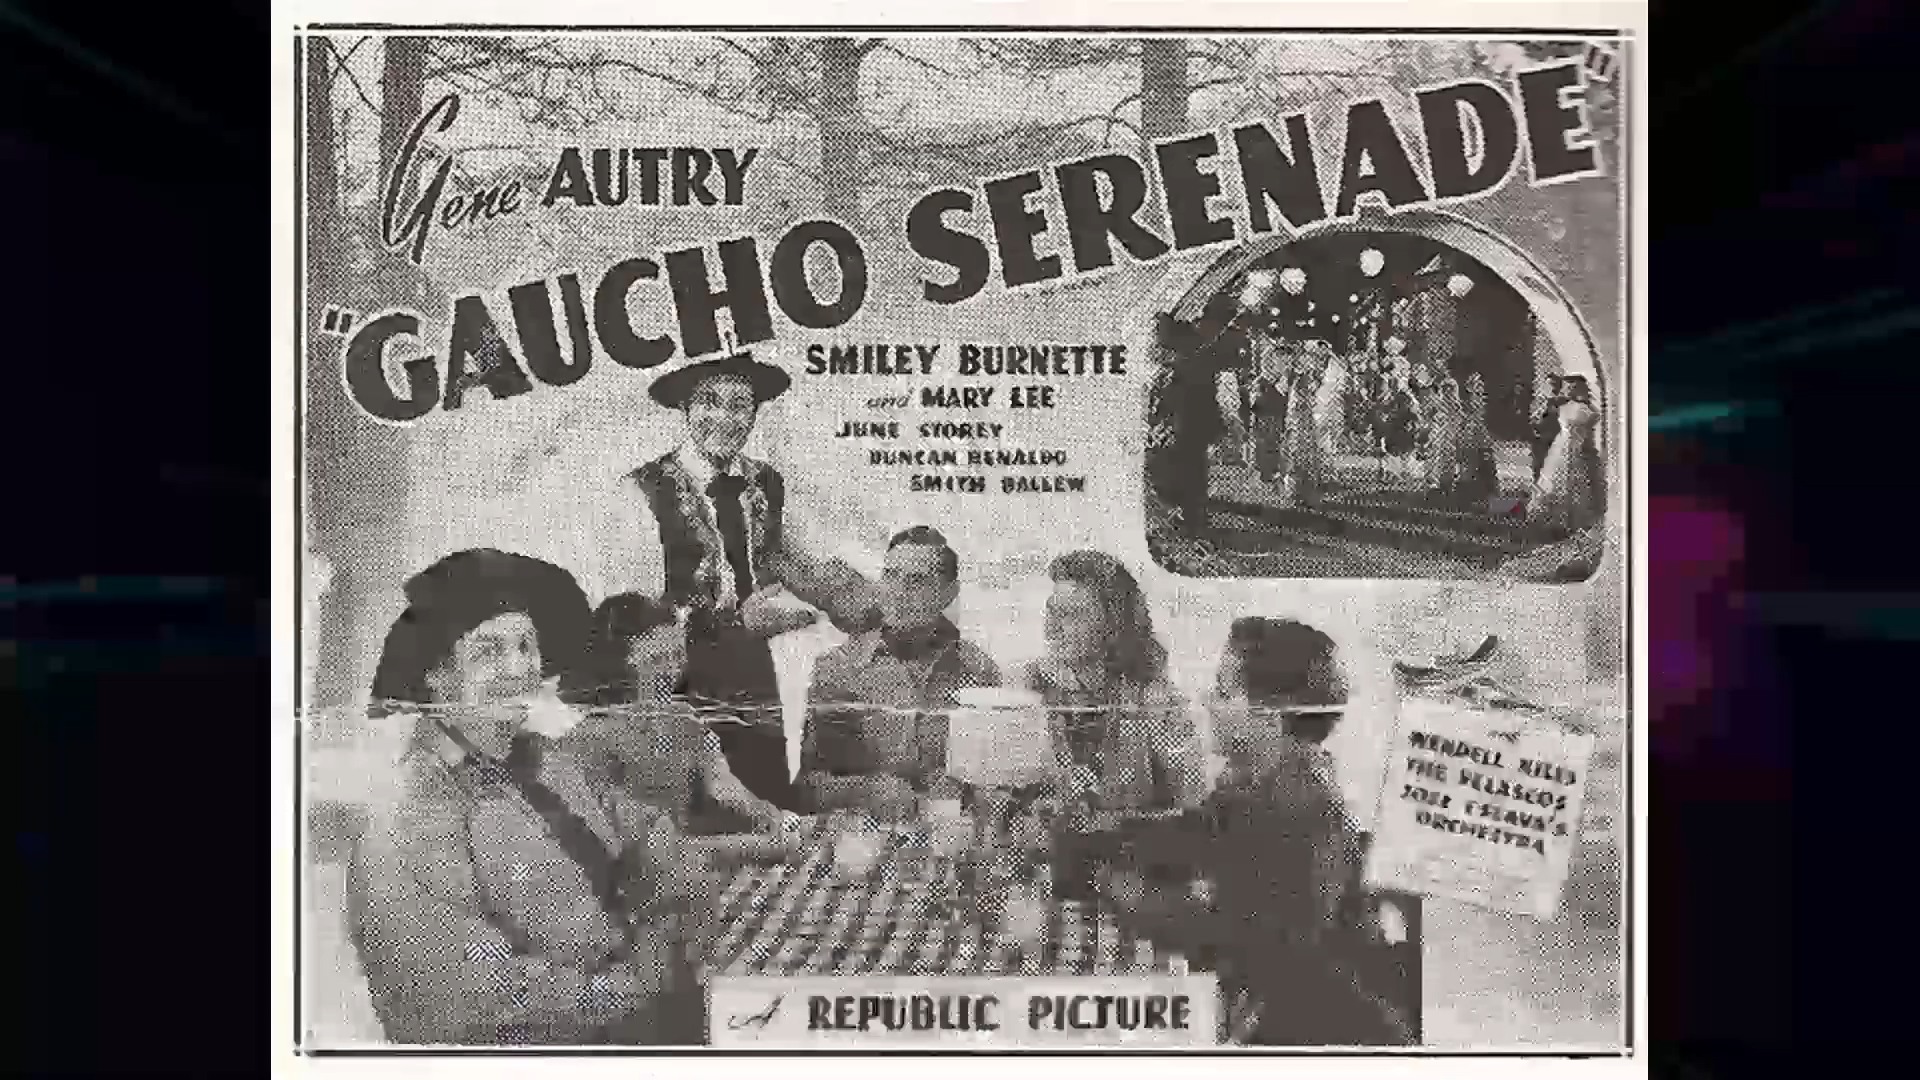 Gene AUTRY
"GAUCHO SERENADE"
SMILEY BURNETTE
and MARY LEE
JUNE STOREY
DUNCAN RENALDO
SMITH BALLEW
WENDELL NILES
THE VELASCOS
JOSE ESLAVA'S
ORCHESTRA
A REPUBLIC PICTURE